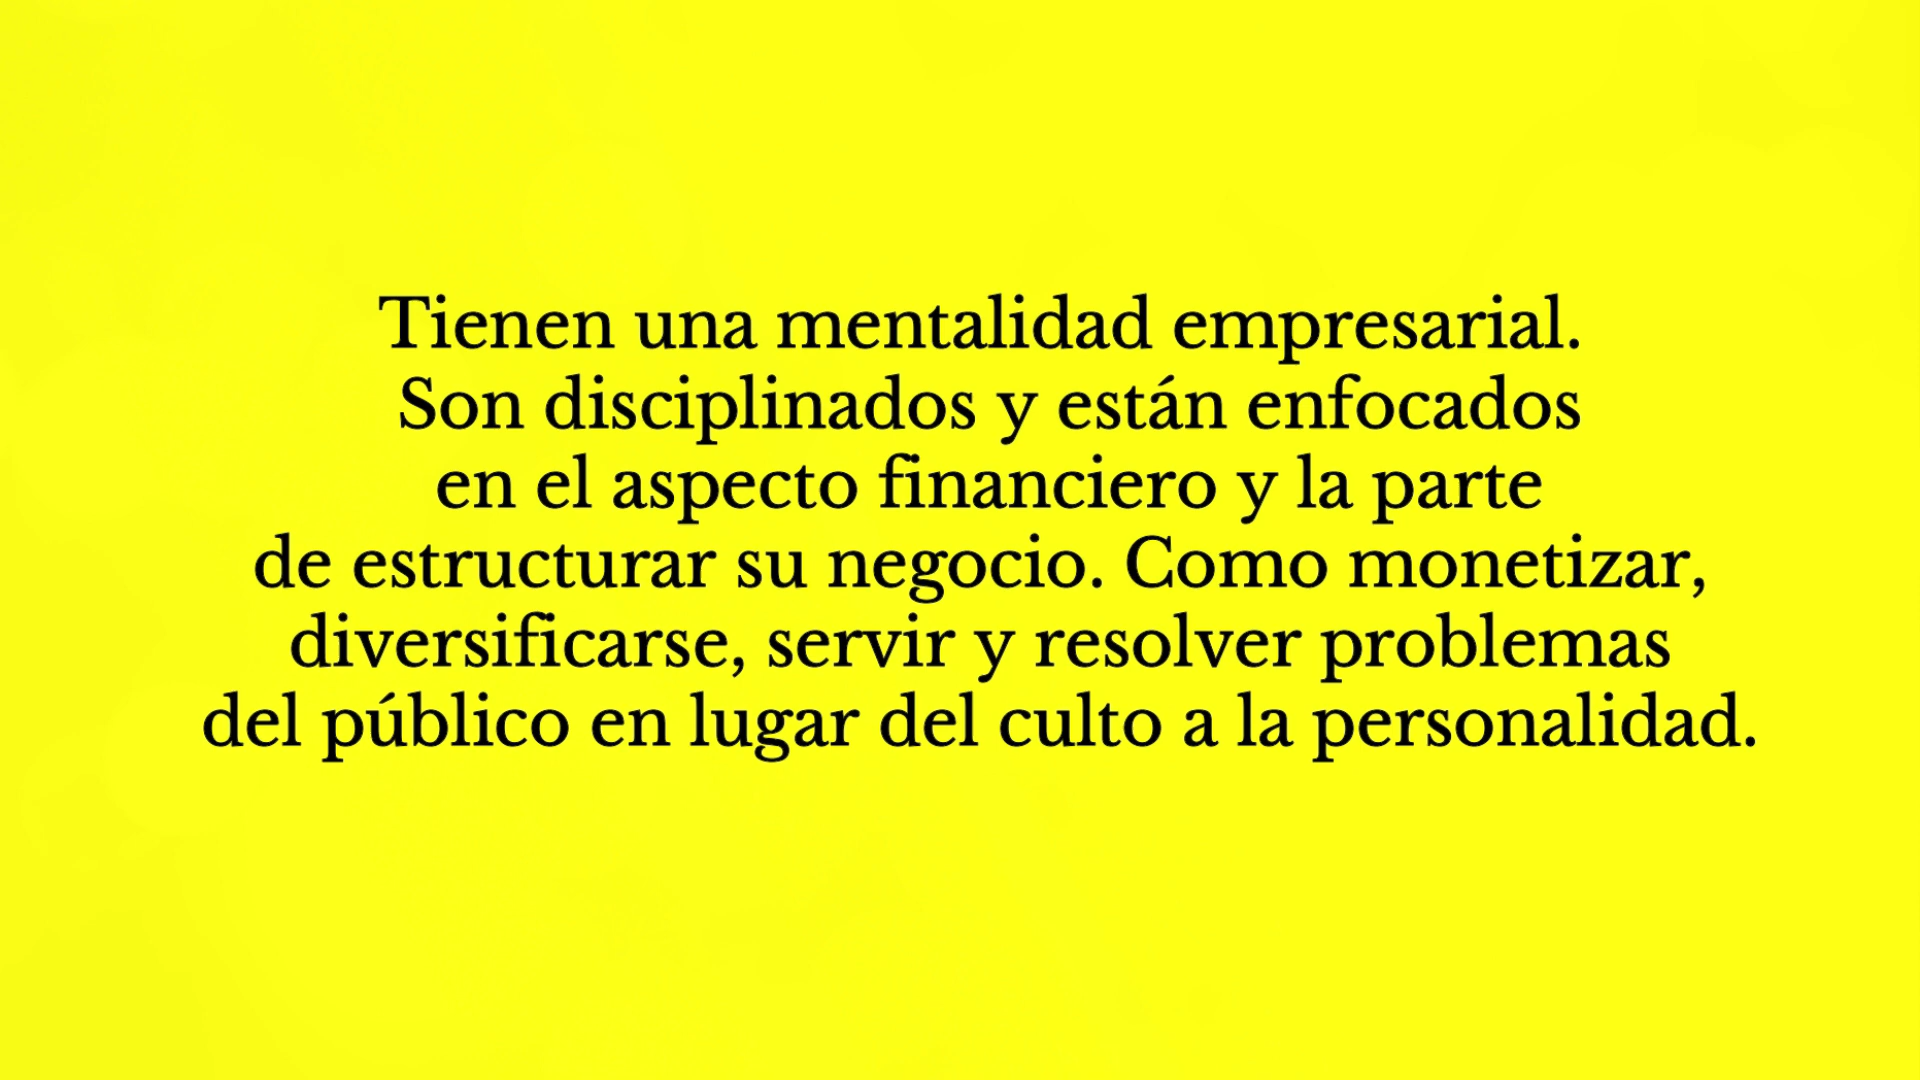 Tienen una mentalidad empresarial.
Son disciplinados y están enfocados
en el aspecto financiero y la parte
de estructurar su negocio. Como monetizar,
diversificarse, servir y resolver problemas
del público en lugar del culto a la personalidad.